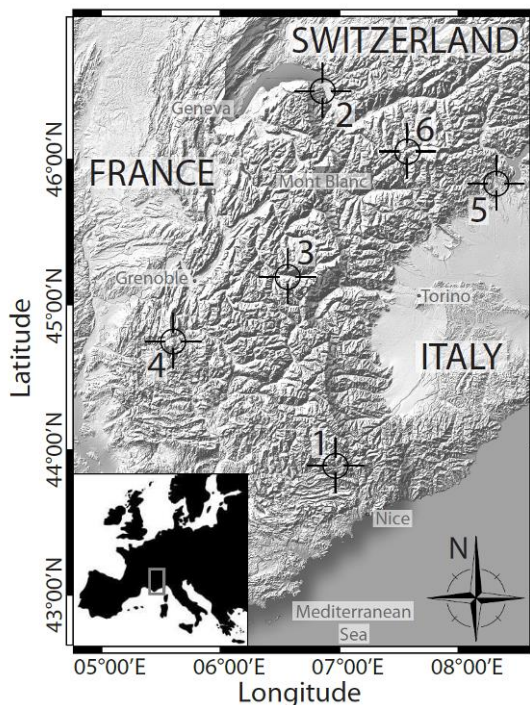 SWITZERLAND
Geneva
2
6
46°00'N
FRANCE
Mont Blanc
5
3
Grenoble
Torino
45°00'N
Latitude
4
ITALY
44°00'N
1
Nice
N
43°00'N
Mediterranean
Sea
05°00'E 06°00'E 07°00'E 08°00'E
Longitude